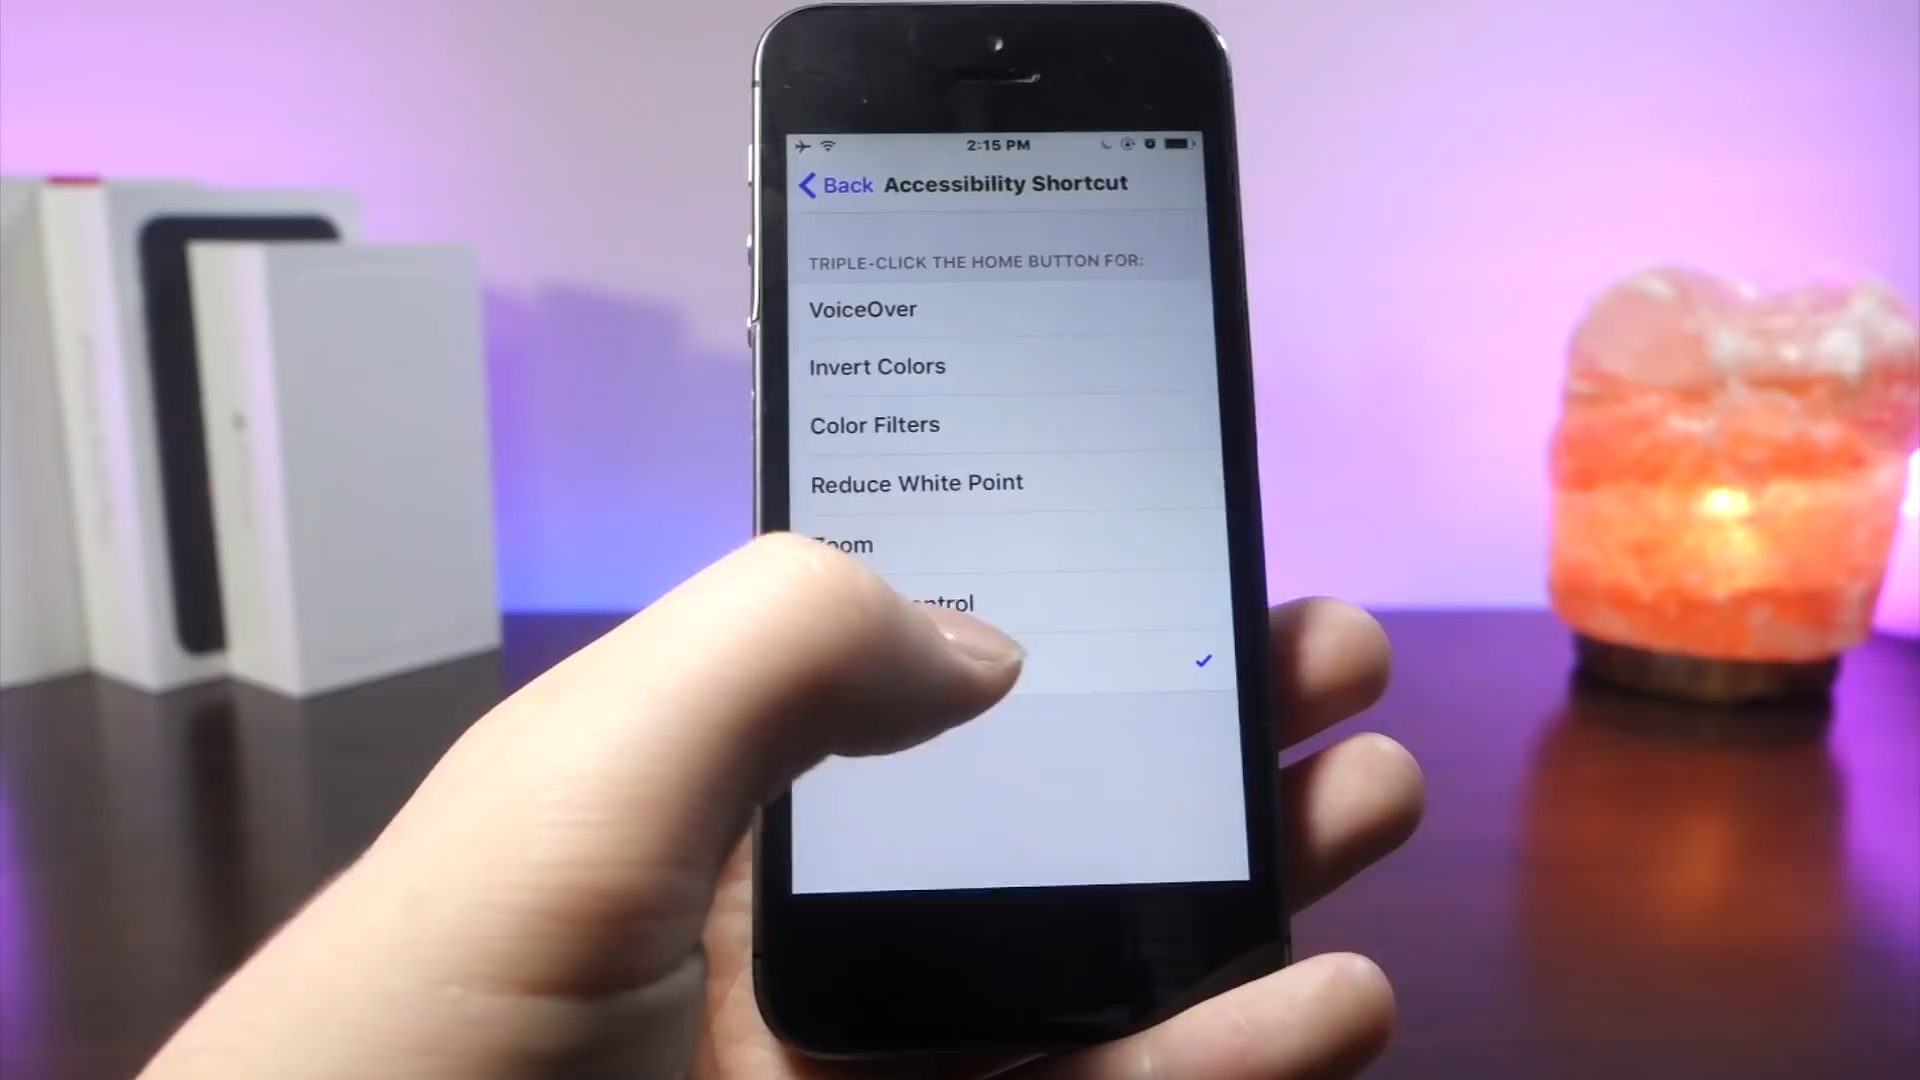 2:15 PM
Back Accessibility Shortcut
TRIPLE-CLICK THE HOME BUTTON FOR:
VoiceOver
Invert Colors
Color Filters
Reduce White Point
Zoom